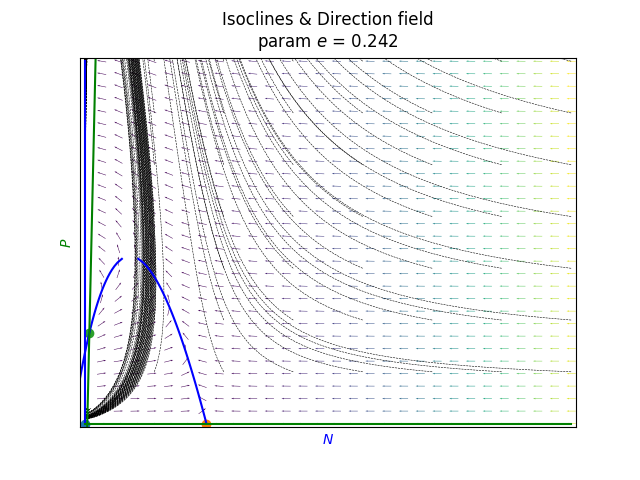 Isoclines & Direction field
param e = 0.242
P
N